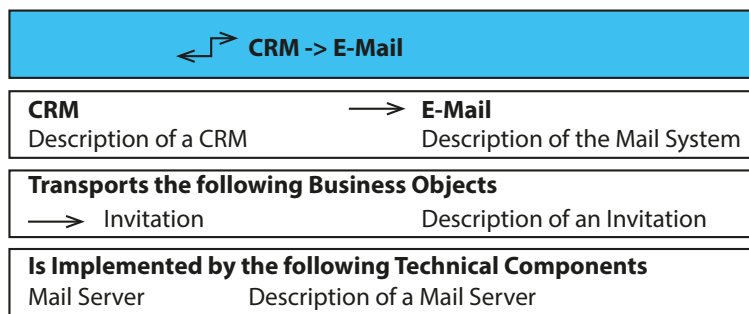 CRM -> E-Mail
CRM E-Mail
Description of a CRM Description of the Mail System
Transports the following Business Objects
Invitation Description of an Invitation
Is Implemented by the following Technical Components
Mail Server Description of a Mail Server